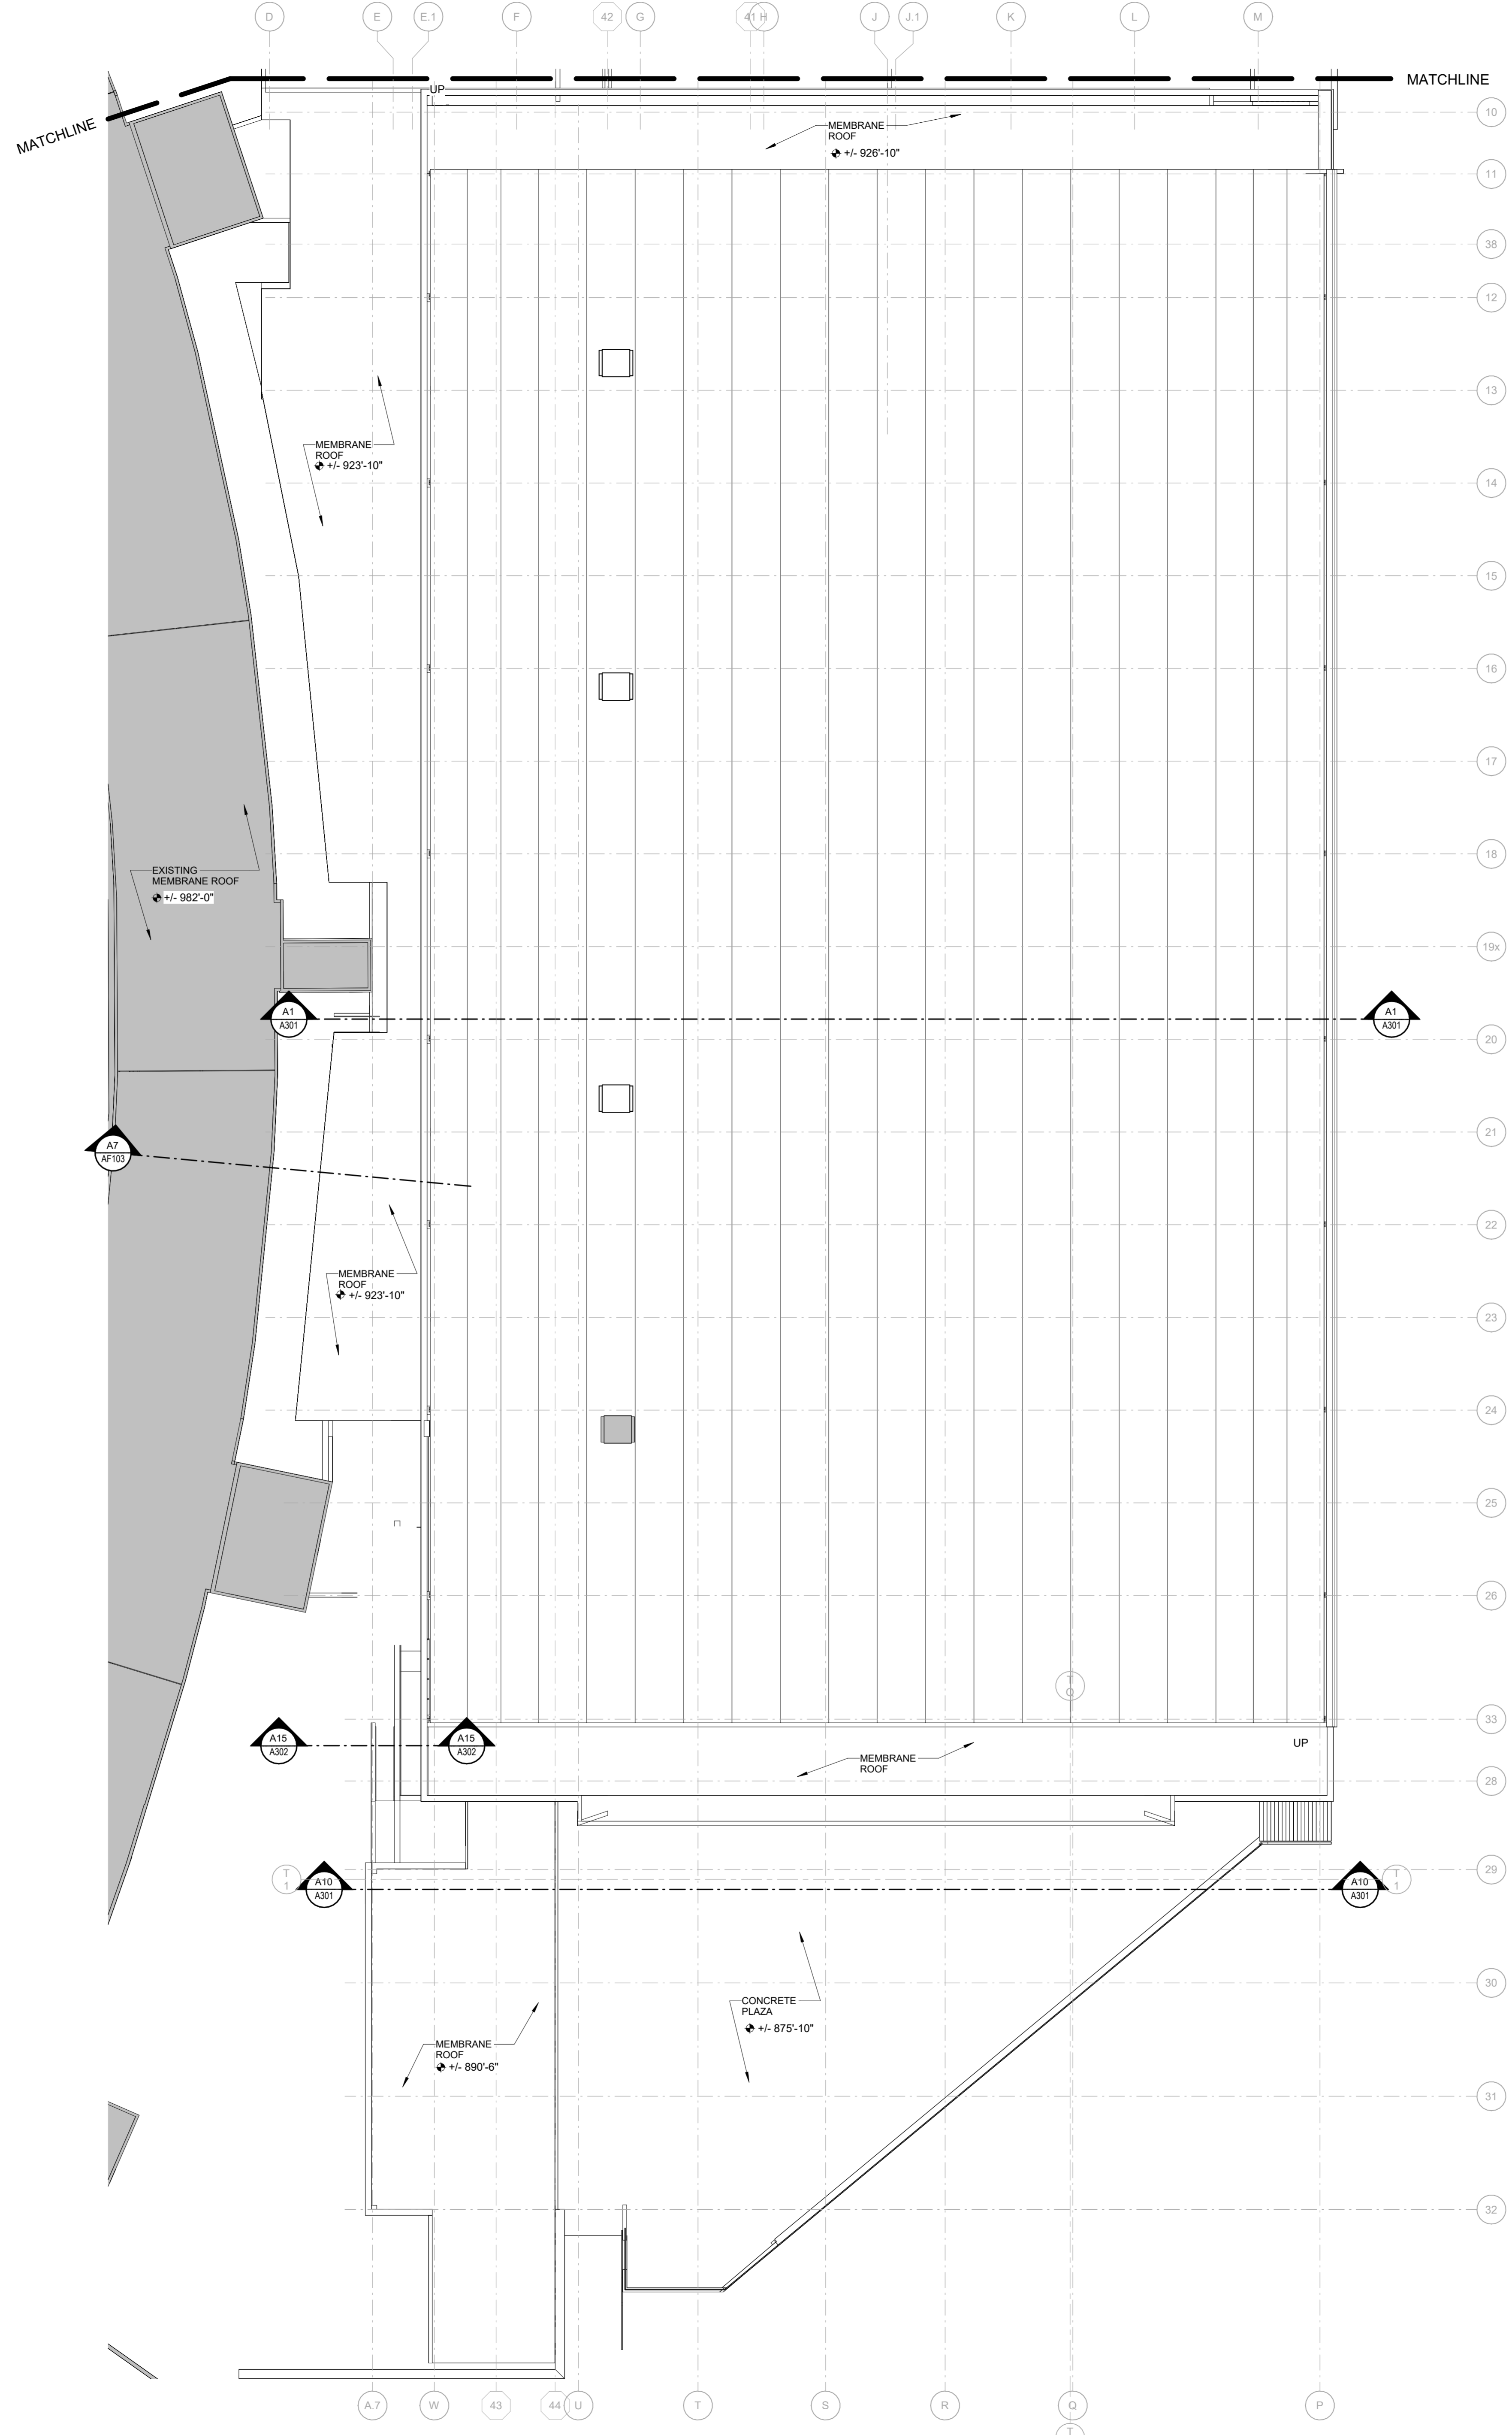 D
E
E.1
F
42
G
41
H
J
J.1
K
L
M
MATCHLINE
MATCHLINE
UP
10
MEMBRANE
ROOF
+/- 926'-10"
11
38
12
13
MEMBRANE
ROOF
+/- 923'-10"
14
15
16
17
18
EXISTING
MEMBRANE ROOF
+/- 982'-0"
19x
A1
A301
A1
A301
20
21
A7
AF103
22
MEMBRANE
ROOF
+/- 923'-10"
23
24
25
26
T
Q
33
A15
A302
A15
A302
UP
MEMBRANE
ROOF
28
29
T
1
A10
A301
A10
A301
T
1
30
CONCRETE
PLAZA
+/- 875'-10"
MEMBRANE
ROOF
+/- 890'-6"
31
32
A.7
W
43
44
U
T
S
R
Q
P
T